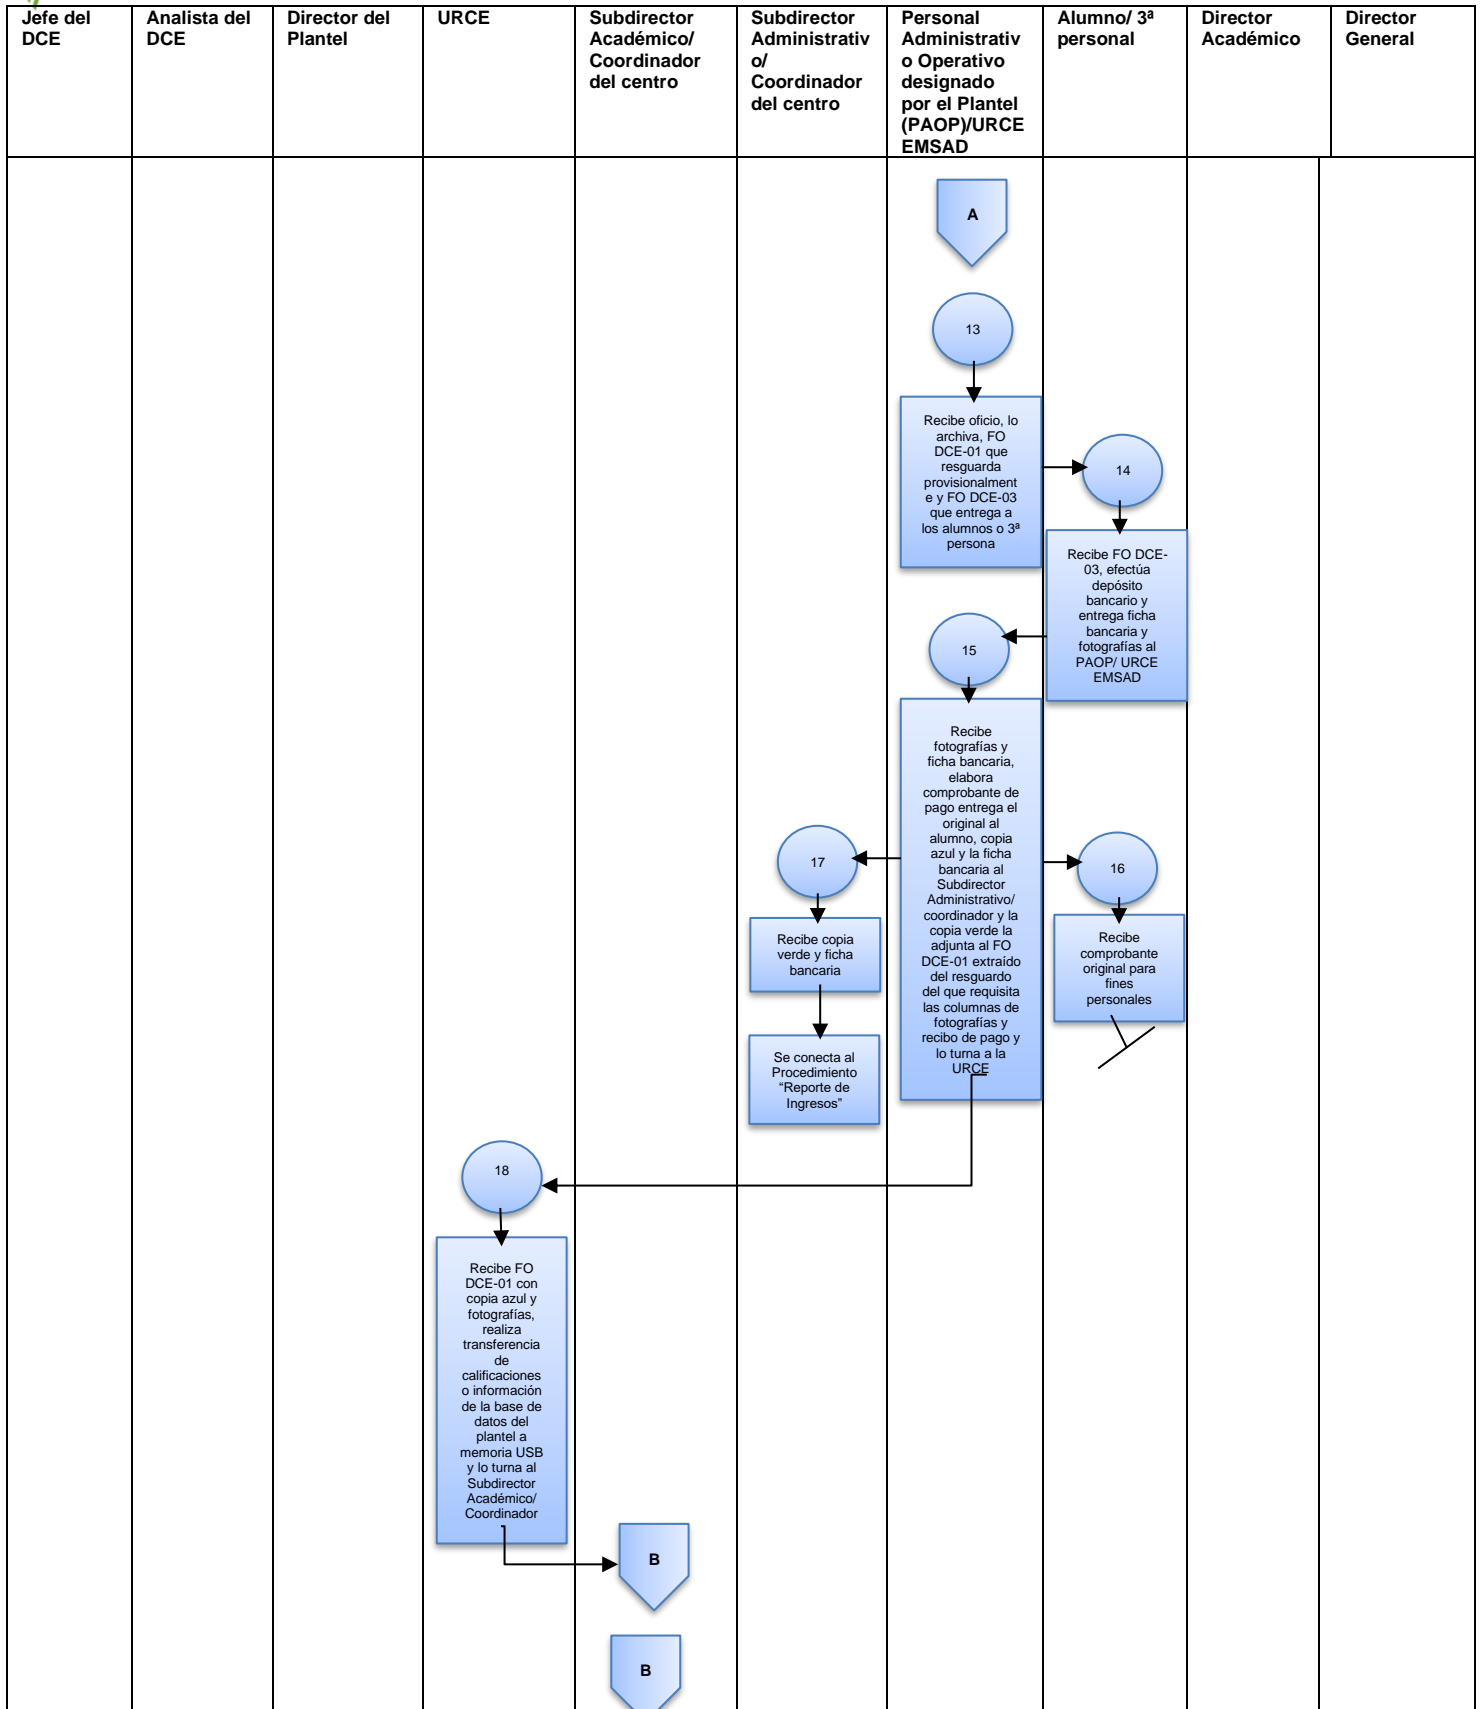 Jefe del
DCE
Analista del
DCE
Director del
Plantel
URCE
Subdirector
Académico/
Coordinador
del centro
Subdirector
Administrativ
o/
Coordinador
del centro
Personal
Administrativ
o Operativo
designado
por el Plantel
(PAOP)/URCE
EMSAD
Alumno/ 3ª
personal
Director
Académico
Director
General
A
13
Recibe oficio, lo
archiva, FO
DCE-01 que
resguarda
provisionalment
e y FO DCE-03
que entrega a
los alumnos o 3ª
persona
14
Recibe FO DCE-
03, efectúa
depósito
bancario y
entrega ficha
bancaria y
fotografías al
PAOP/ URCE
EMSAD
15
Recibe
fotografías y
ficha bancaria,
elabora
comprobante de
pago entrega el
original al
alumno, copia
azul y la ficha
bancaria al
Subdirector
Administrativo/
coordinador y la
copia verde la
adjunta al FO
DCE-01 extraído
del resguardo
del que requisita
las columnas de
fotografías y
recibo de pago y
lo turna a la
URCE
17
Recibe copia
verde y ficha
bancaria
Se conecta al
Procedimiento
“Reporte de
Ingresos”
16
Recibe
comprobante
original para
fines
personales
18
Recibe FO
DCE-01 con
copia azul y
fotografías,
realiza
transferencia
de
calificaciones
o información
de la base de
datos del
plantel a
memoria USB
y lo turna al
Subdirector
Académico/
Coordinador
B
B